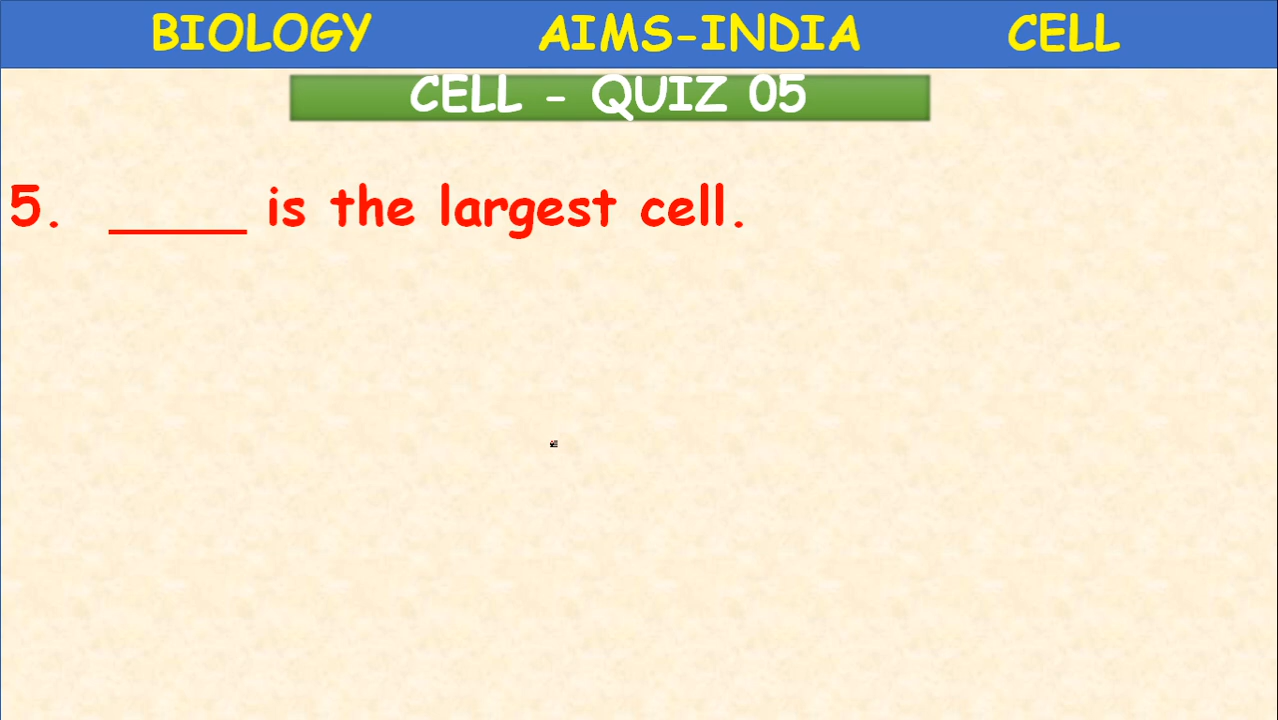 BIOLOGY AIMS-INDIA CELL
CELL - QUIZ 05
5. _____ is the largest cell.